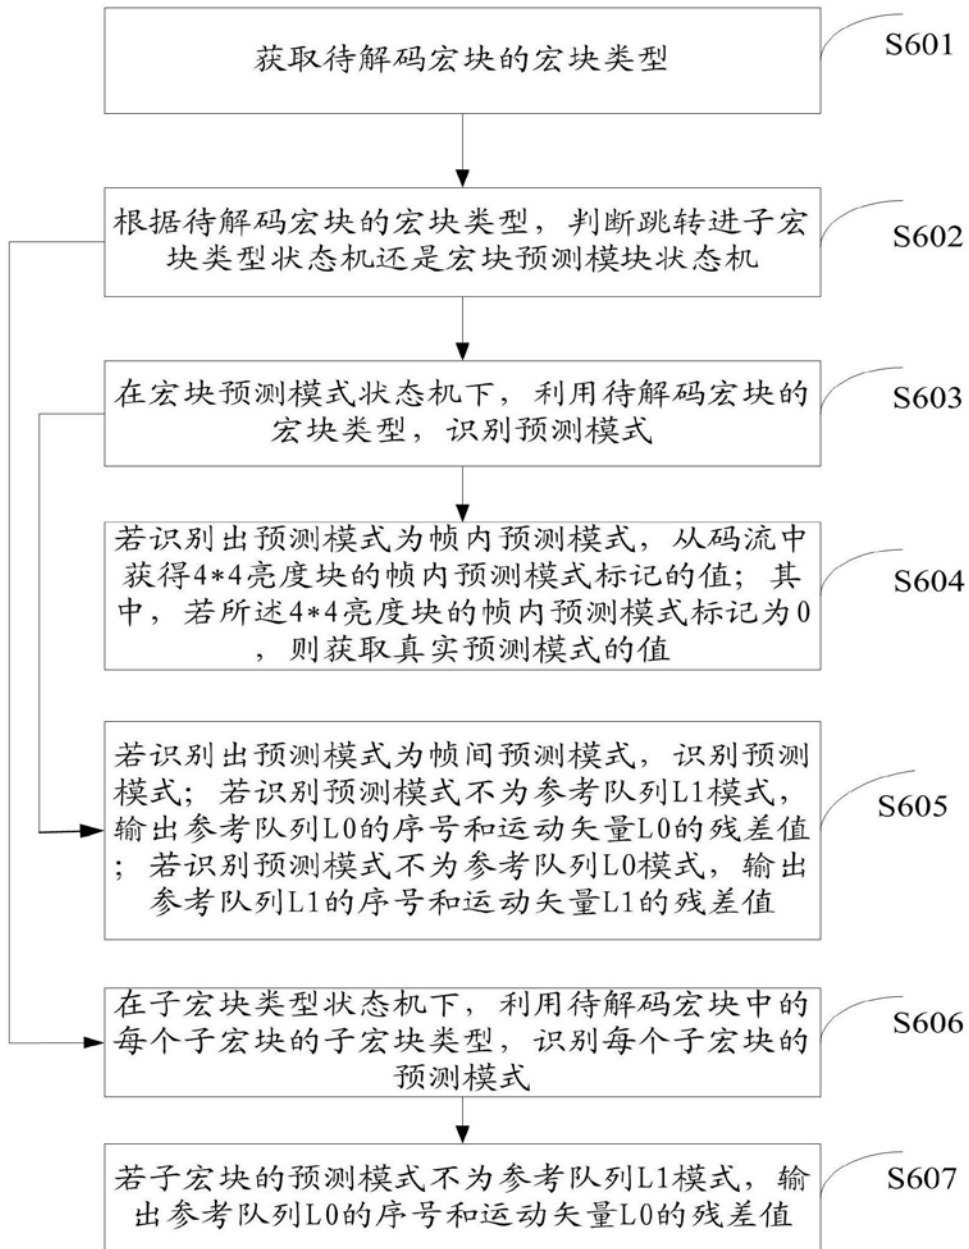 获取待解码宏块的宏块类型
S601
根据待解码宏块的宏块类型，判断跳转进子宏
块类型状态机还是宏块预测模块状态机
S602
在宏块预测模式状态机下，利用待解码宏块的
宏块类型，识别预测模式
S603
若识别出预测模式为帧内预测模式，从码流中
获得4*4亮度块的帧内预测模式标记的值；其
中，若所述4*4亮度块的帧内预测模式标记为0
，则获取真实预测模式的值
S604
若识别出预测模式为帧间预测模式，识别预测
模式；若识别预测模式不为参考队列L1模式，
输出参考队列L0的序号和运动矢量L0的残差值
；若识别预测模式不为参考队列L0模式，输出
参考队列L1的序号和运动矢量L1的残差值
S605
在子宏块类型状态机下，利用待解码宏块中的
每个子宏块的子宏块类型，识别每个子宏块的
预测模式
S606
若子宏块的预测模式不为参考队列L1模式，输
出参考队列L0的序号和运动矢量L0的残差值
S607